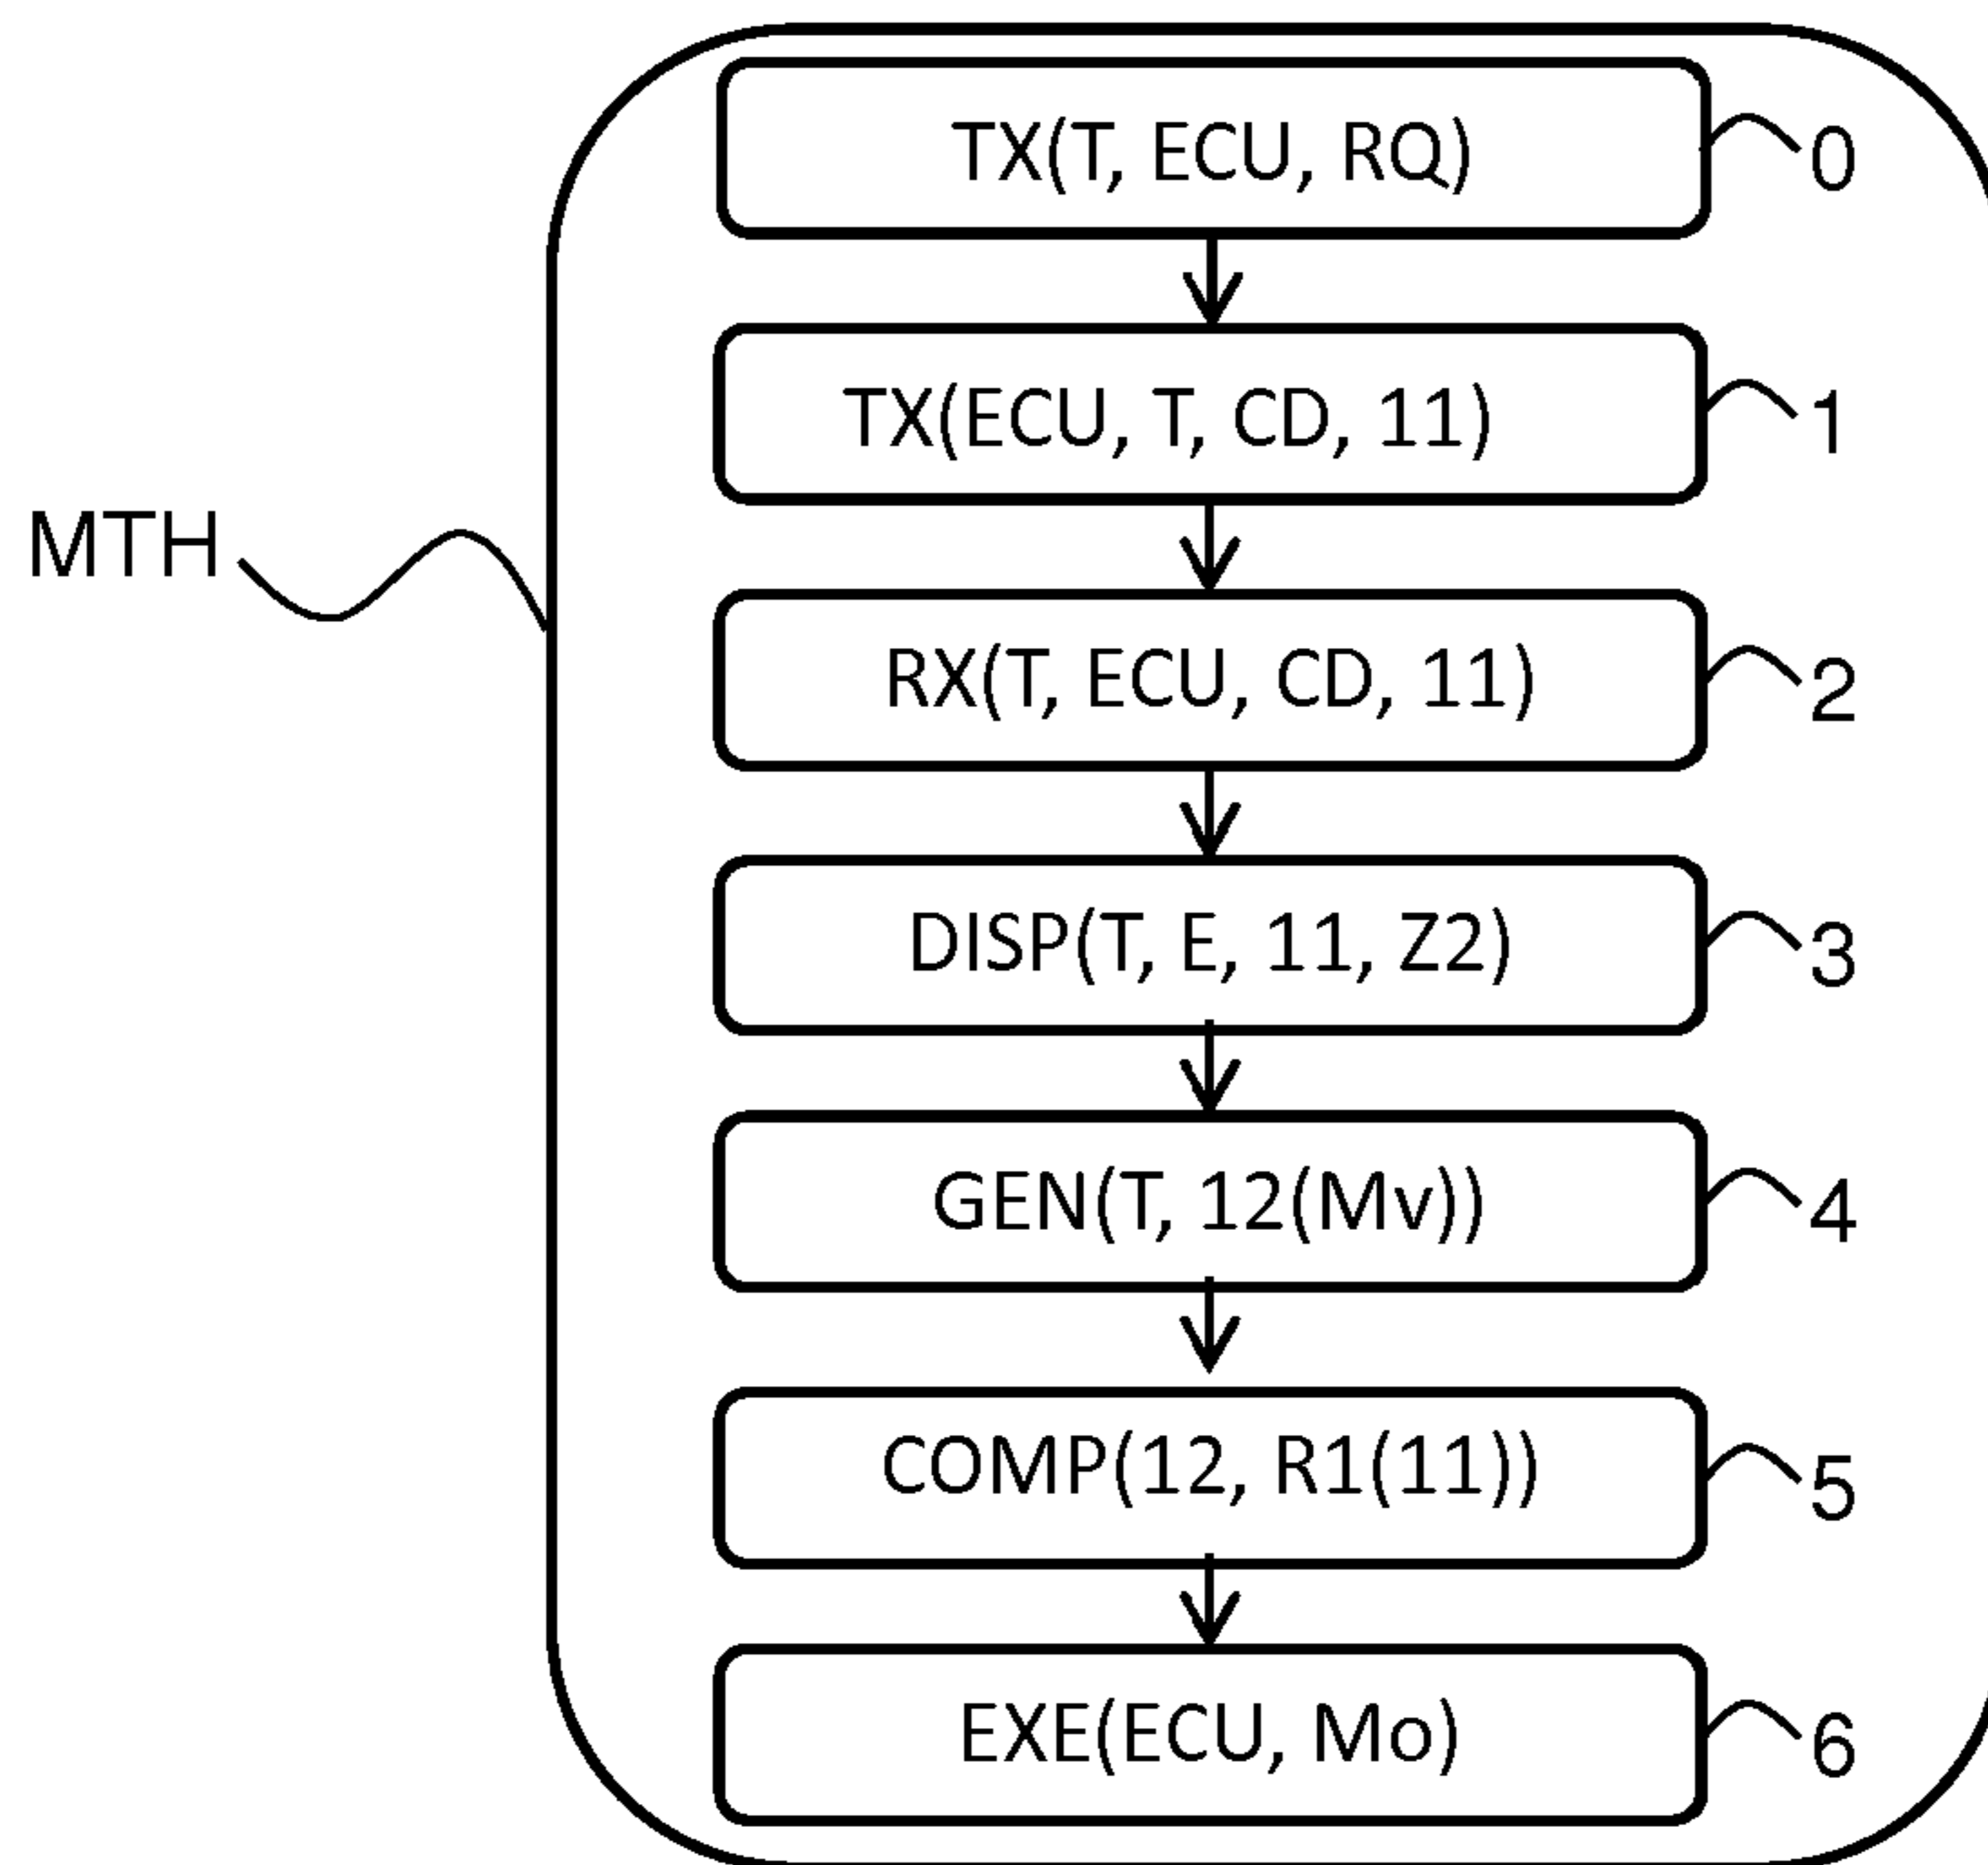 TX(T, ECU, RQ)
0
TX(ECU, T, CD, 11)
1
MTH
RX(T, ECU, CD, 11)
2
DISP(T, E, 11, Z2)
3
GEN(T, 12(Mv))
4
COMP(12, R1(11))
5
EXE(ECU, Mo)
6